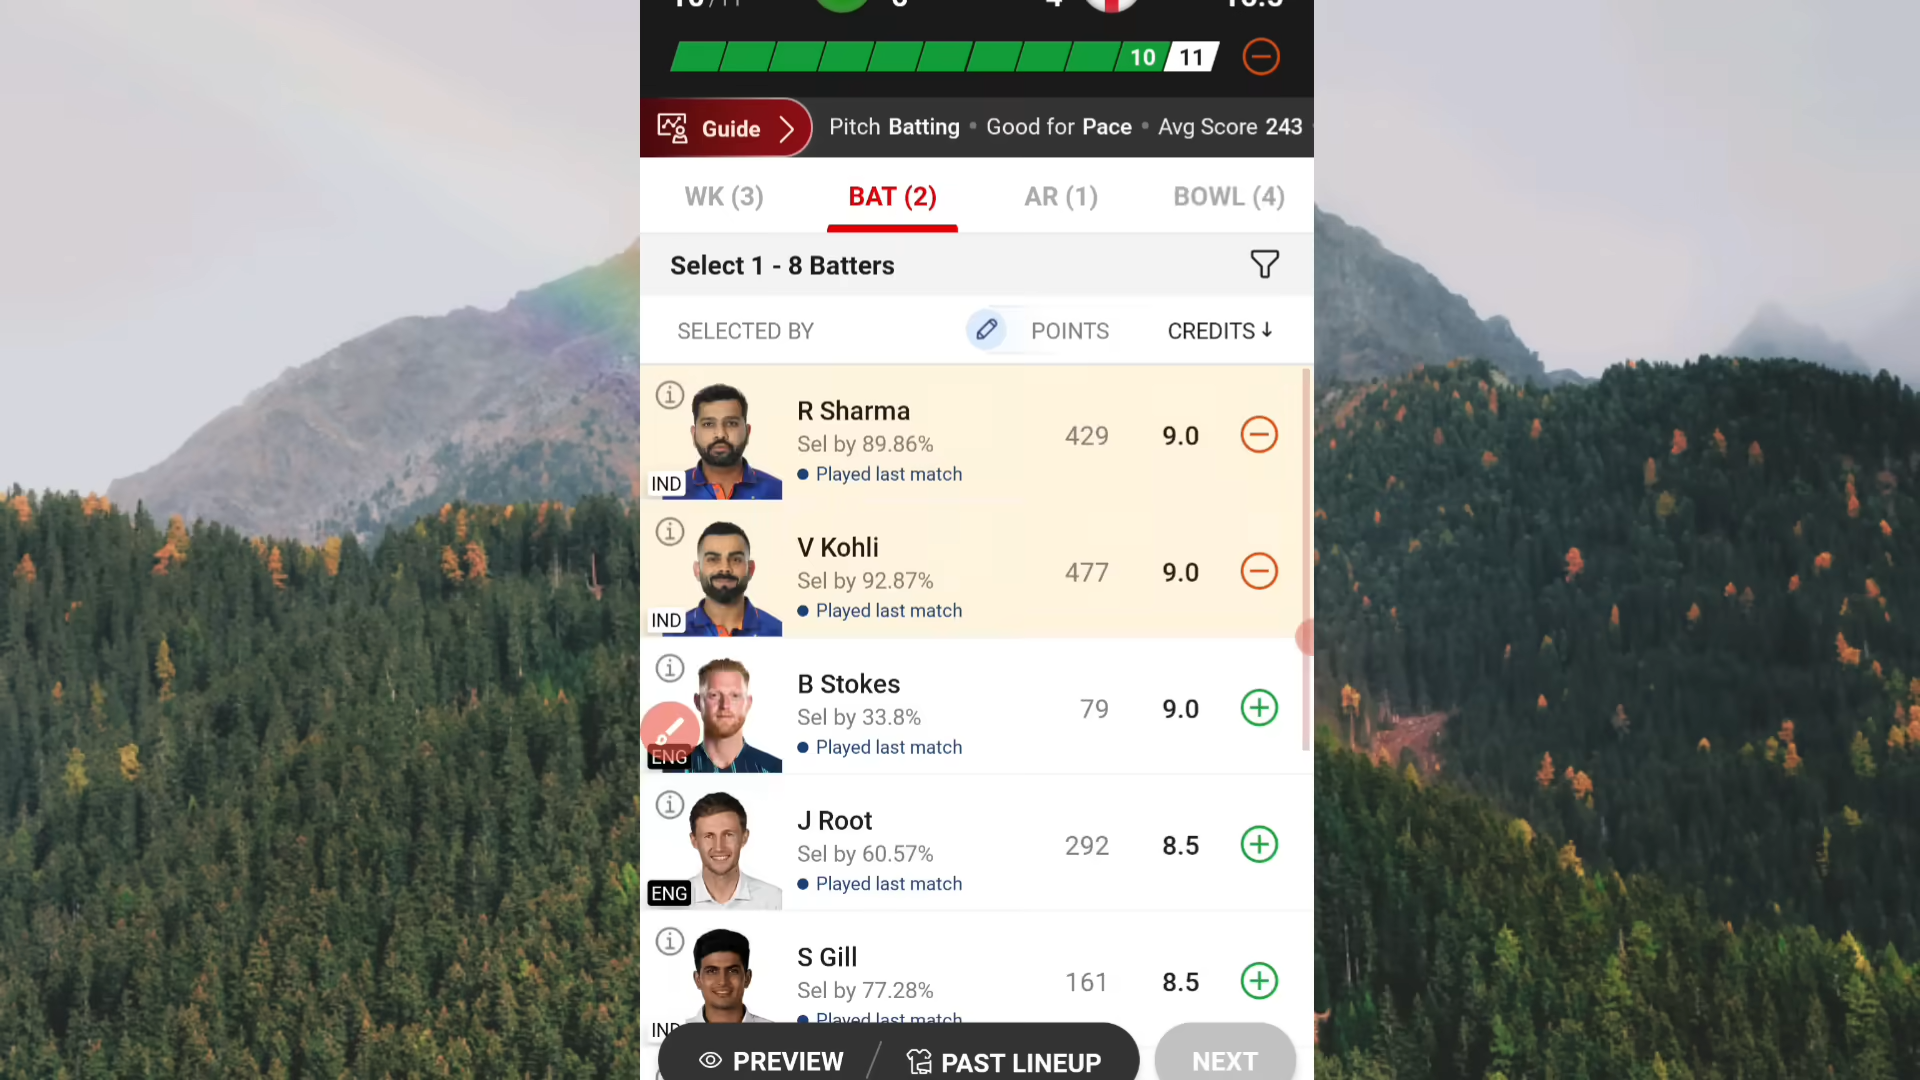 10 11
Guide Pitch Batting • Good for Pace • Avg Score 243
WK (3) BAT (2) AR (1) BOWL (4)
Select 1 - 8 Batters
SELECTED BY POINTS CREDITS↓
R Sharma
Sel by 89.86% 429 9.0
Played last match
IND
V Kohli
Sel by 92.87% 477 9.0
Played last match
IND
B Stokes
Sel by 33.8% 79 9.0
Played last match
ENG
J Root
Sel by 60.57% 292 8.5
Played last match
ENG
S Gill
Sel by 77.28% 161 8.5
Played last match
PREVIEW / PAST LINEUP NEXT